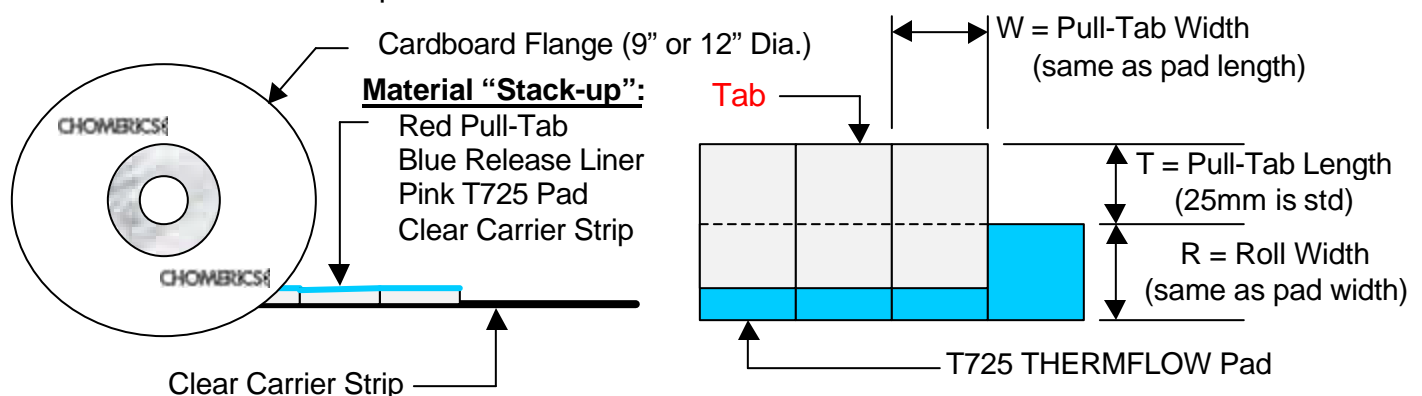 Cardboard Flange (9” or 12” Dia.)
Material “Stack-up”:
Red Pull-Tab
Blue Release Liner
Pink T725 Pad
Clear Carrier Strip
CHOMERICS
CHOMERICS
Clear Carrier Strip
Tab
W = Pull-Tab Width
(same as pad length)
T = Pull-Tab Length
(25mm is std)
R = Roll Width
(same as pad width)
T725 THERMFLOW Pad